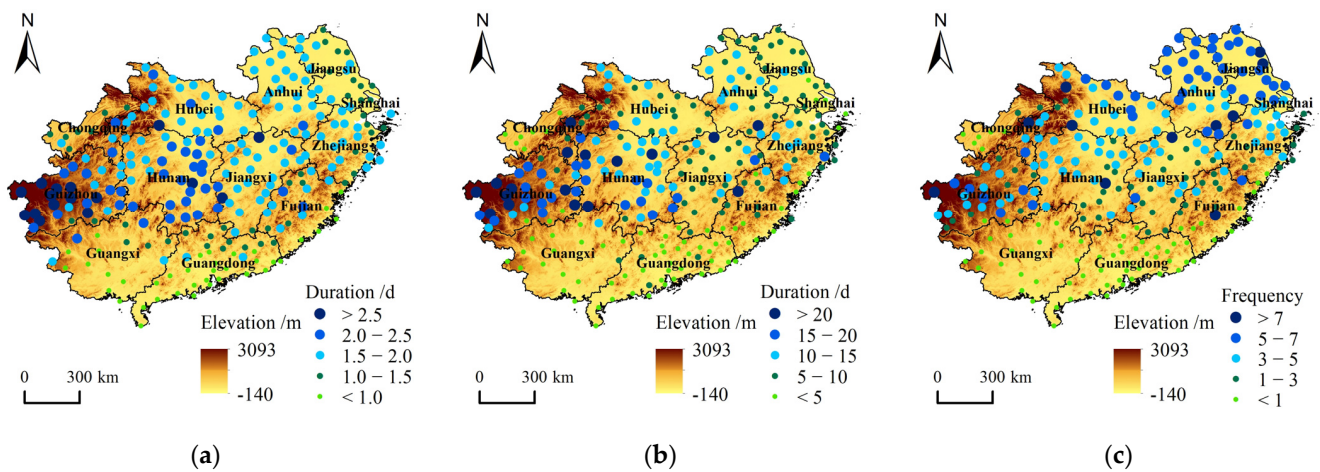 N
Jiangsu
Anhui
Hubei
Shanghai
Chongqing
Zhejiang
Hunan
Jiangxi
Guizhou
Fujian
Guangxi
Guangdong
Duration /d
> 2.5
2.0 − 2.5
1.5 − 2.0
1.0 − 1.5
< 1.0
Elevation /m
3093
-140
0 300 km
(a)
N
Jiangsu
Anhui
Hubei
Shanghai
Chongqing
Zhejiang
Hunan
Jiangxi
Guizhou
Fujian
Guangxi
Guangdong
Duration /d
> 20
15 − 20
10 − 15
5 − 10
< 5
Elevation /m
3093
-140
0 300 km
(b)
N
Jiangsu
Anhui
Hubei
Shanghai
Chongqing
Zhejiang
Hunan
Jiangxi
Guizhou
Fujian
Guangxi
Guangdong
Frequency
> 7
5 − 7
3 − 5
1 − 3
< 1
Elevation /m
3093
-140
0 300 km
(c)